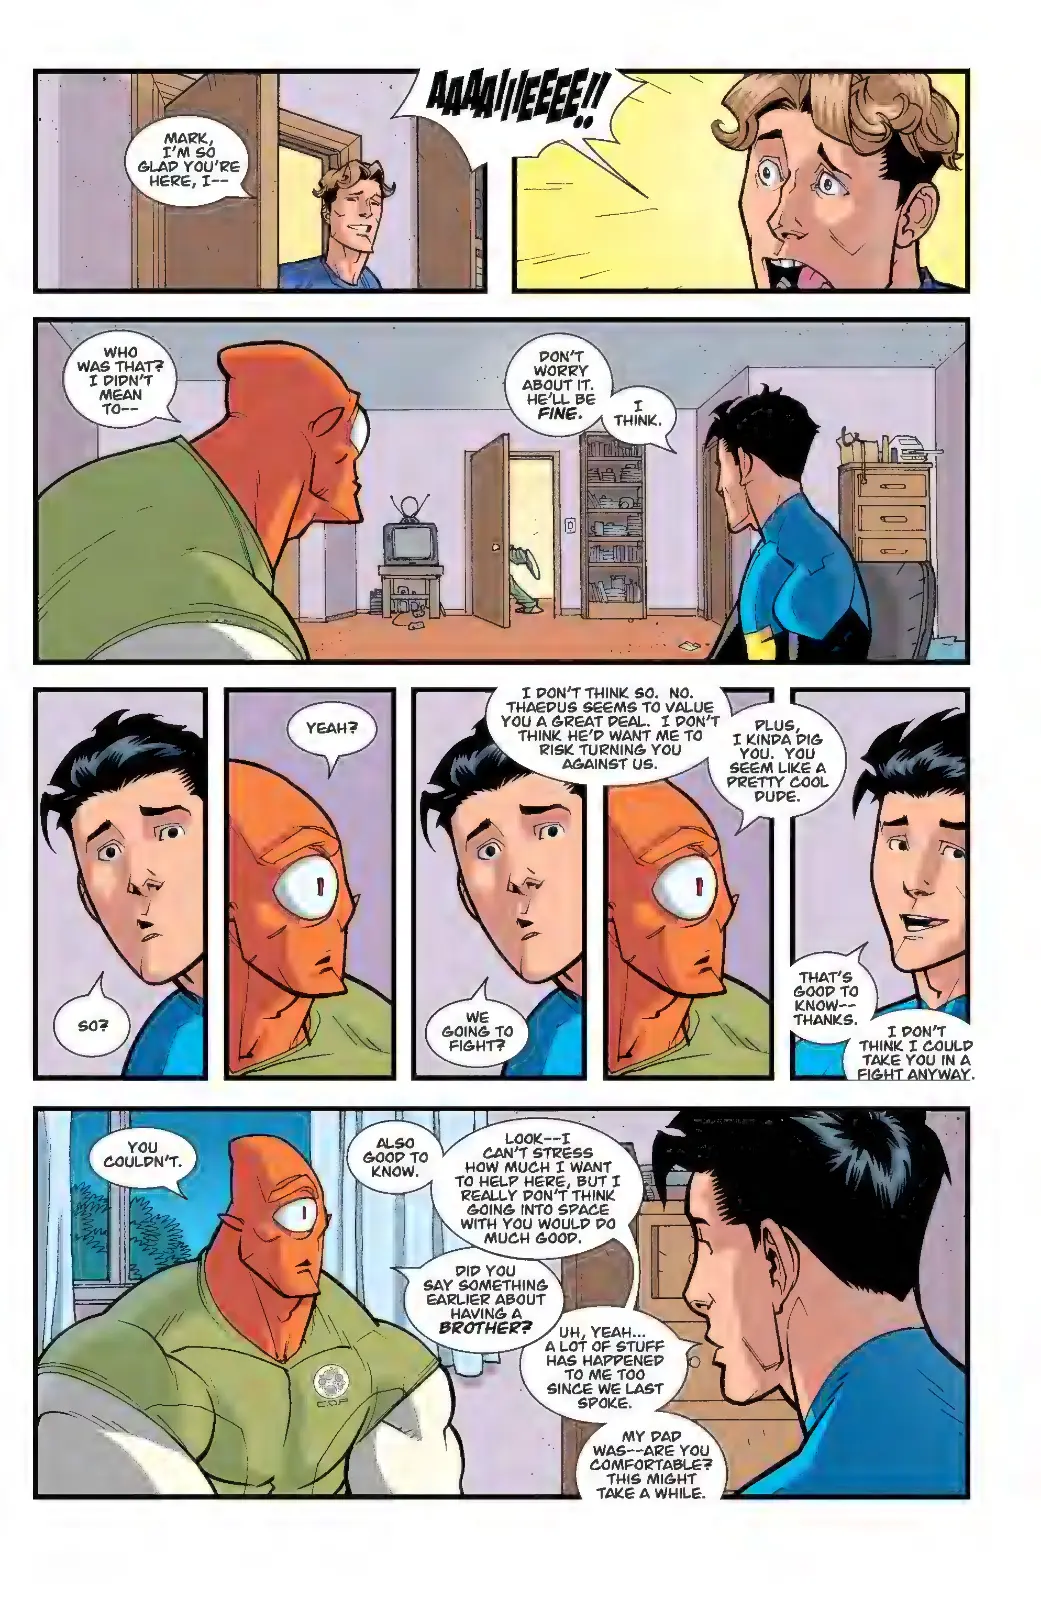 MARK,
I'M SO
GLAD YOU'RE
HERE, I--
AAAAIIIEEEE!!
WHO
WAS THAT?
I DIDN'T
MEAN
TO--
DON'T
WORRY
ABOUT IT.
HE'LL BE
FINE.
I
THINK.
SO?
YEAH?
WE
GOING TO
FIGHT?
I DON'T THINK SO. NO.
THAEDUS SEEMS TO VALUE
YOU A GREAT DEAL. I DON'T
THINK HE'D WANT ME TO
RISK TURNING YOU
AGAINST US.
PLUS,
I KINDA DIG
YOU. YOU
SEEM LIKE A
PRETTY COOL
DUDE.
THAT'S
GOOD TO
KNOW--
THANKS.
I DON'T
THINK I COULD
TAKE YOU IN A
FIGHT ANYWAY.
YOU
COULDN'T.
ALSO
GOOD TO
KNOW.
LOOK--I
CAN'T STRESS
HOW MUCH I WANT
TO HELP HERE, BUT I
REALLY DON'T THINK
GOING INTO SPACE
WITH YOU WOULD DO
MUCH GOOD.
DID YOU
SAY SOMETHING
EARLIER ABOUT
HAVING A
BROTHER?
UH, YEAH...
A LOT OF STUFF
HAS HAPPENED
TO ME TOO
SINCE WE LAST
SPOKE.
MY DAD
WAS--ARE YOU
COMFORTABLE?
THIS MIGHT
TAKE A WHILE.